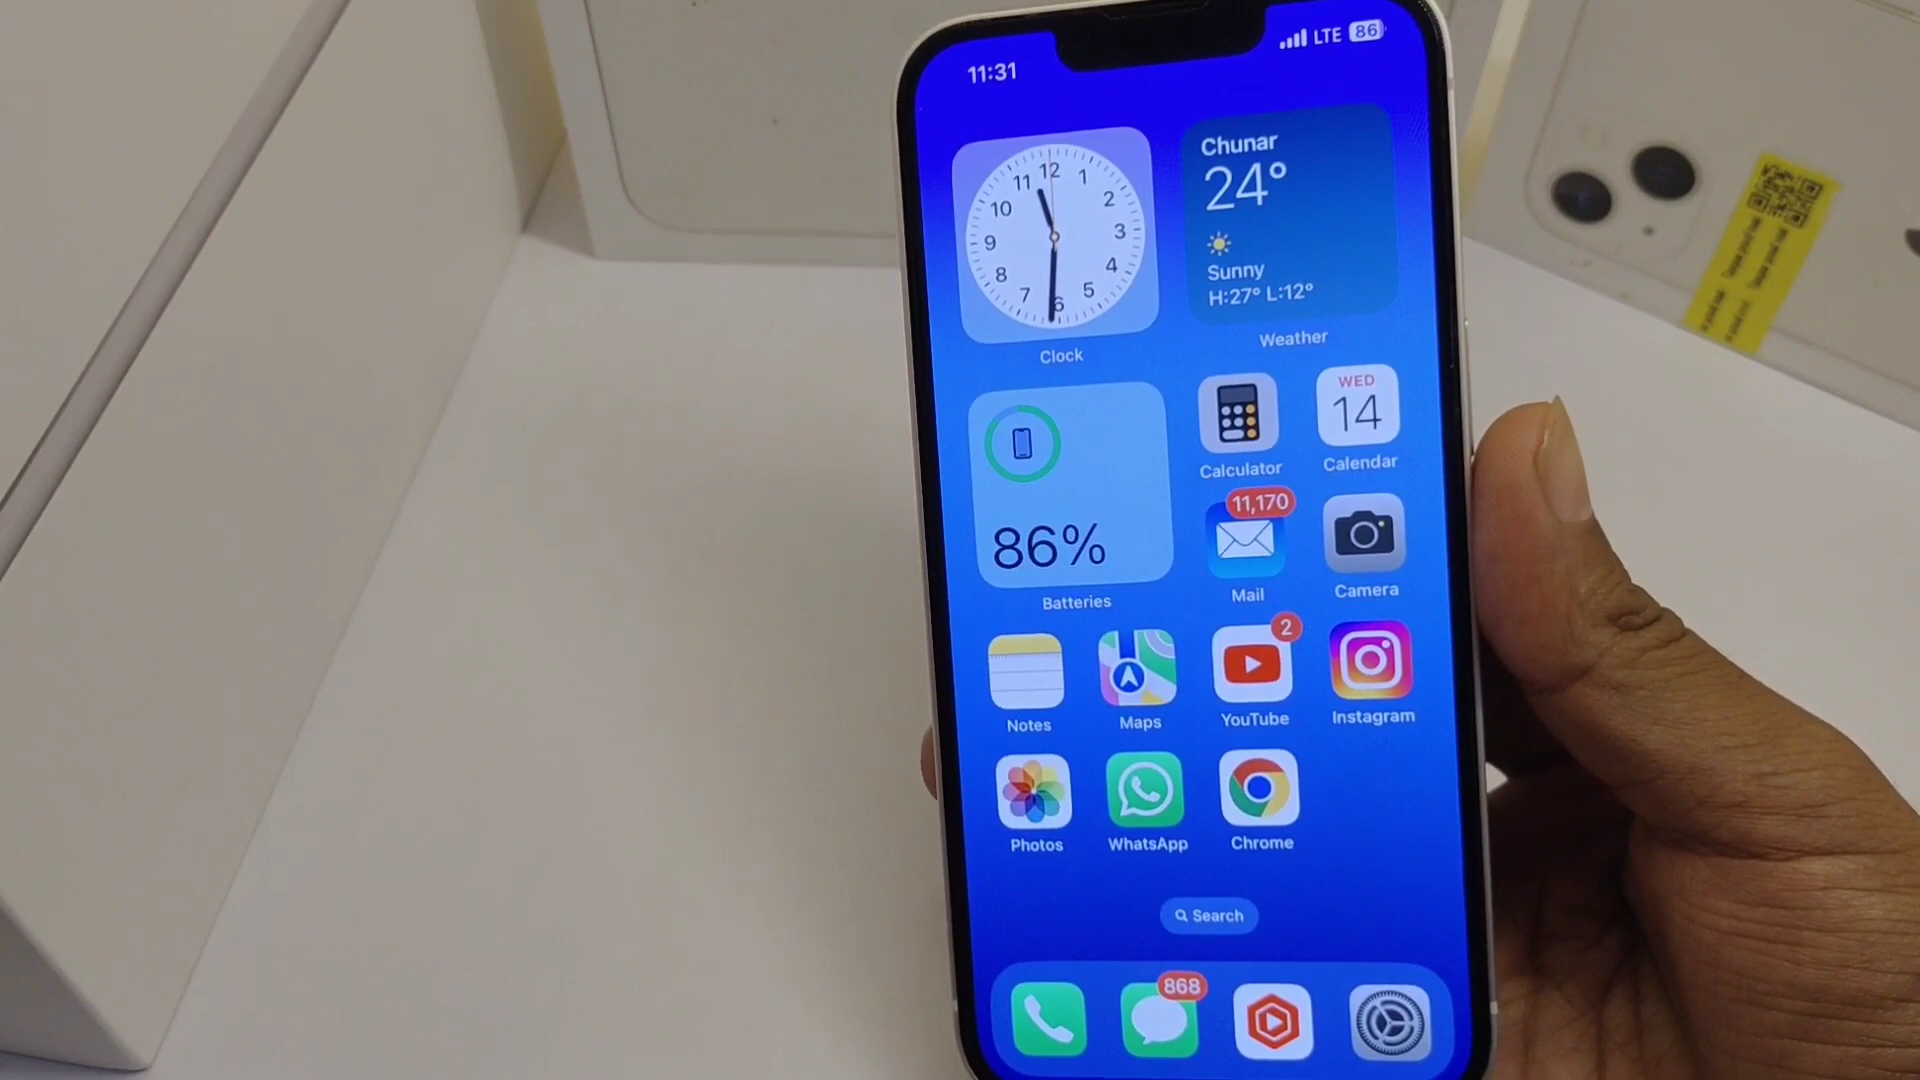 11:31
LTE 86
12
11
1
10
2
9
3
8
4
7
5
6
Clock
Chunar
24°
Sunny
H:27° L:12°
Weather
86%
Batteries
Calculator
WED
14
Calendar
11,170
Mail
Camera
Notes
Maps
2
YouTube
Instagram
Photos
WhatsApp
Chrome
Search
868